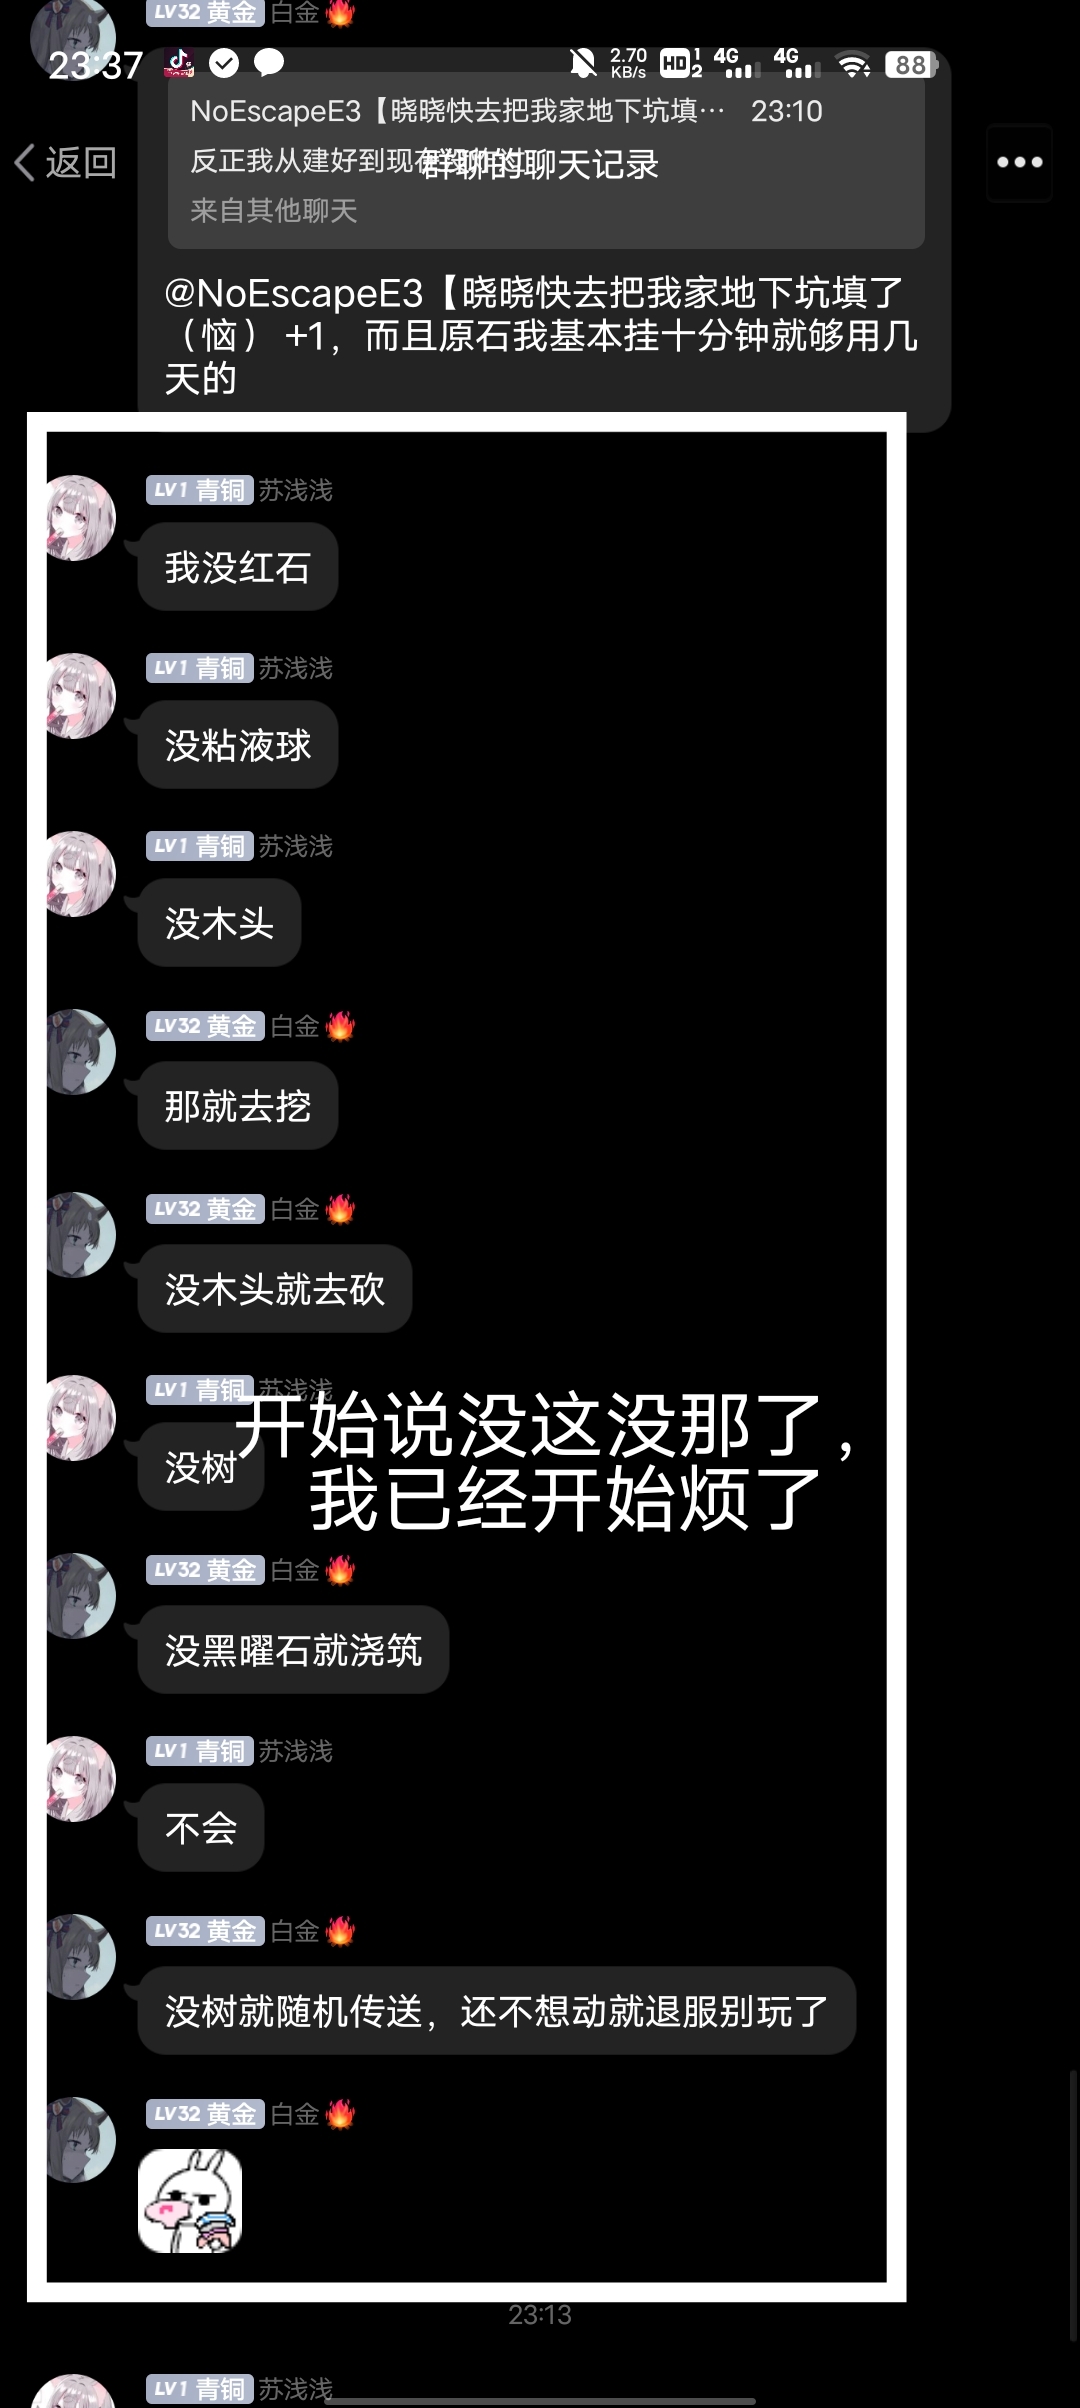 LV32 黄金 白金🔥
23:37
2.70 KB/s HD 1 2 4G 4G 88
NoEscapeE3【晓晓快去把我家地下坑填… 23:10
返回
群聊的聊天记录
反正我从建好到现在
来自其他聊天
@NoEscapeE3【晓晓快去把我家地下坑填了
（恼） +1，而且原石我基本挂十分钟就够用几
天的
LV1 青铜 苏浅浅
我没红石
LV1 青铜 苏浅浅
没粘液球
LV1 青铜 苏浅浅
没木头
LV32 黄金 白金🔥
那就去挖
LV32 黄金 白金🔥
没木头就去砍
LV1 青铜 苏浅浅
没树
开始说没这没那了，
我已经开始烦了
LV32 黄金 白金🔥
没黑曜石就浇筑
LV1 青铜 苏浅浅
不会
LV32 黄金 白金🔥
没树就随机传送，还不想动就退服别玩了
LV32 黄金 白金🔥
23:13
LV1 青铜 苏浅浅